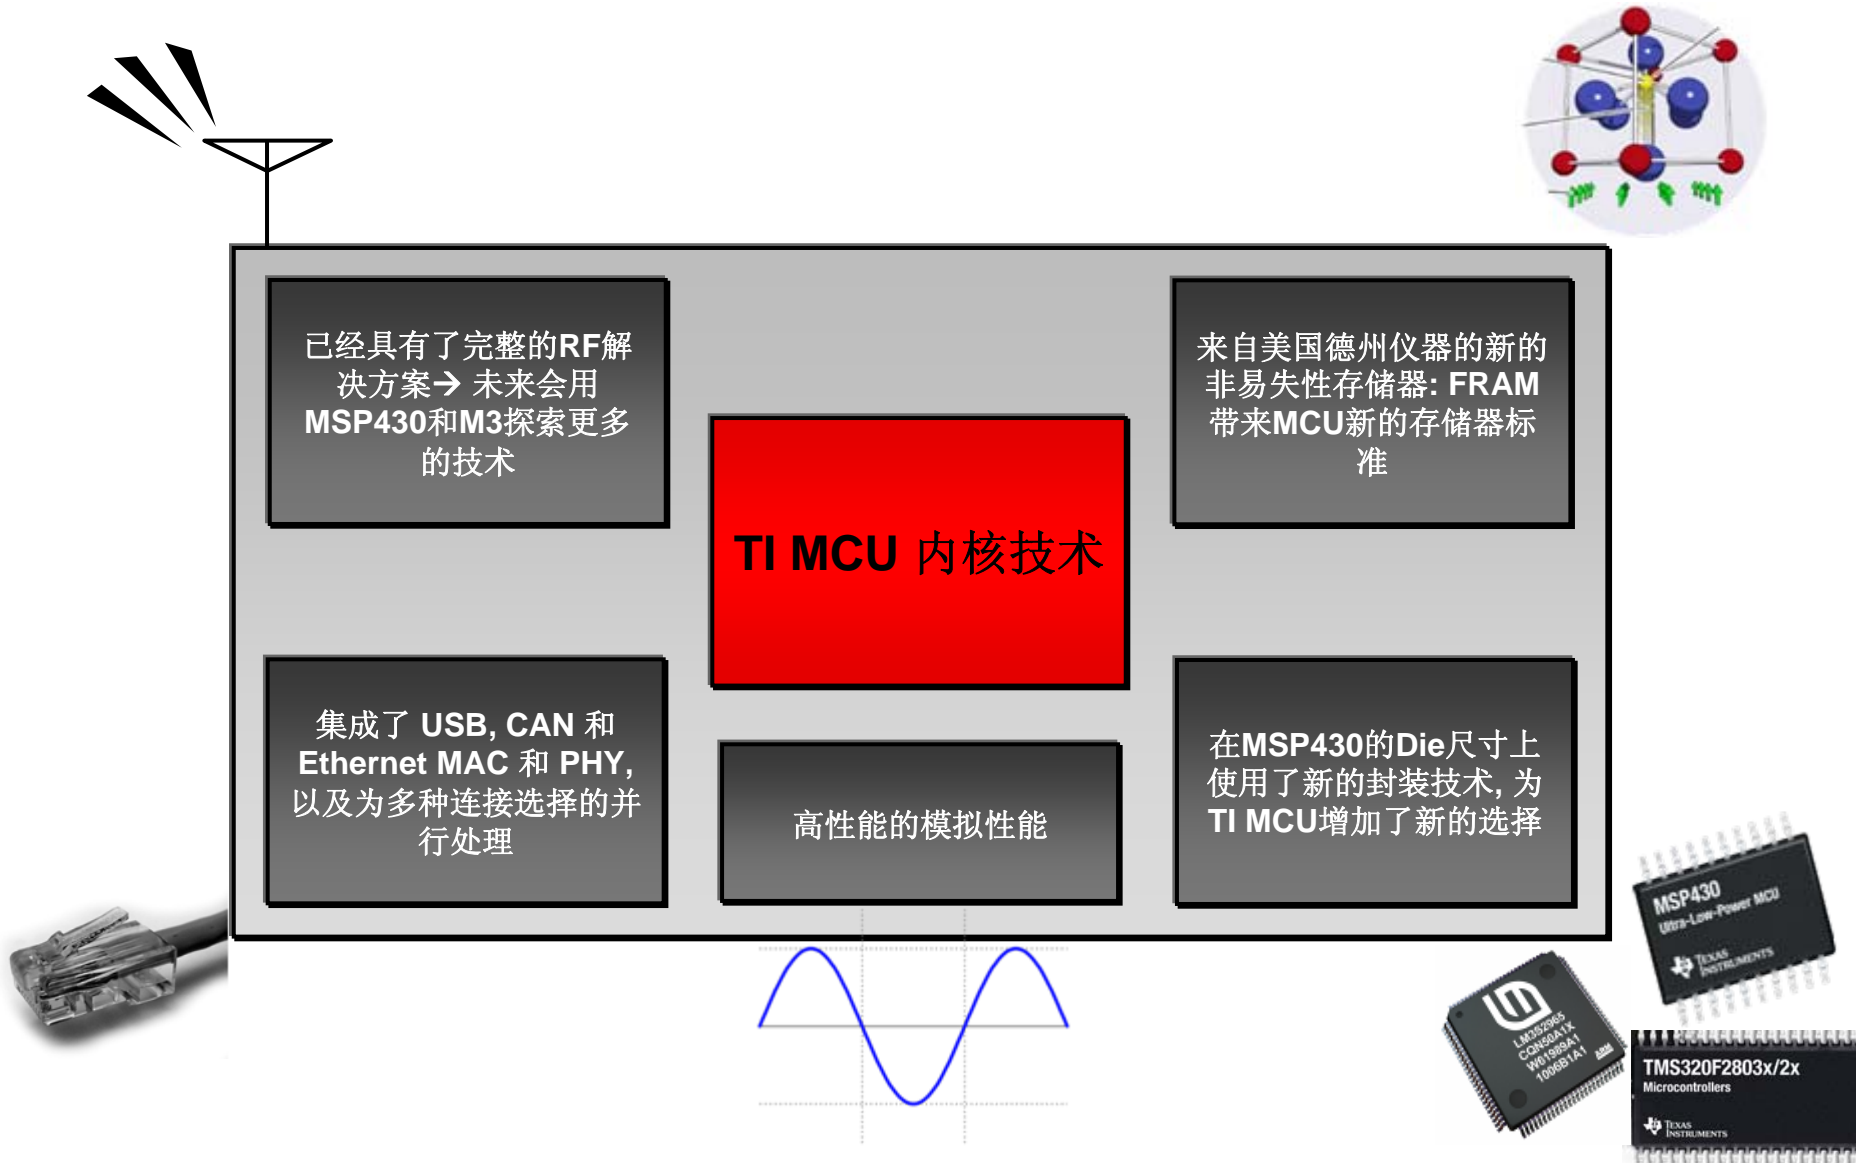 已经具有了完整的RF解
决方案→ 未来会用
MSP430和M3探索更多
的技术
来自美国德州仪器的新的
非易失性存储器: FRAM
带来MCU新的存储器标
准
TI MCU 内核技术
集成了 USB, CAN 和
Ethernet MAC 和 PHY,
以及为多种连接选择的并
行处理
高性能的模拟性能
在MSP430的Die尺寸上
使用了新的封装技术, 为
TI MCU增加了新的选择
MSP430
Ultra-Low-Power MCU
TEXAS
INSTRUMENTS
LM3S2965
CQN50A1X
W61989A1
1006B1A1
ARM
TMS320F2803x/2x
Microcontrollers
TEXAS
INSTRUMENTS